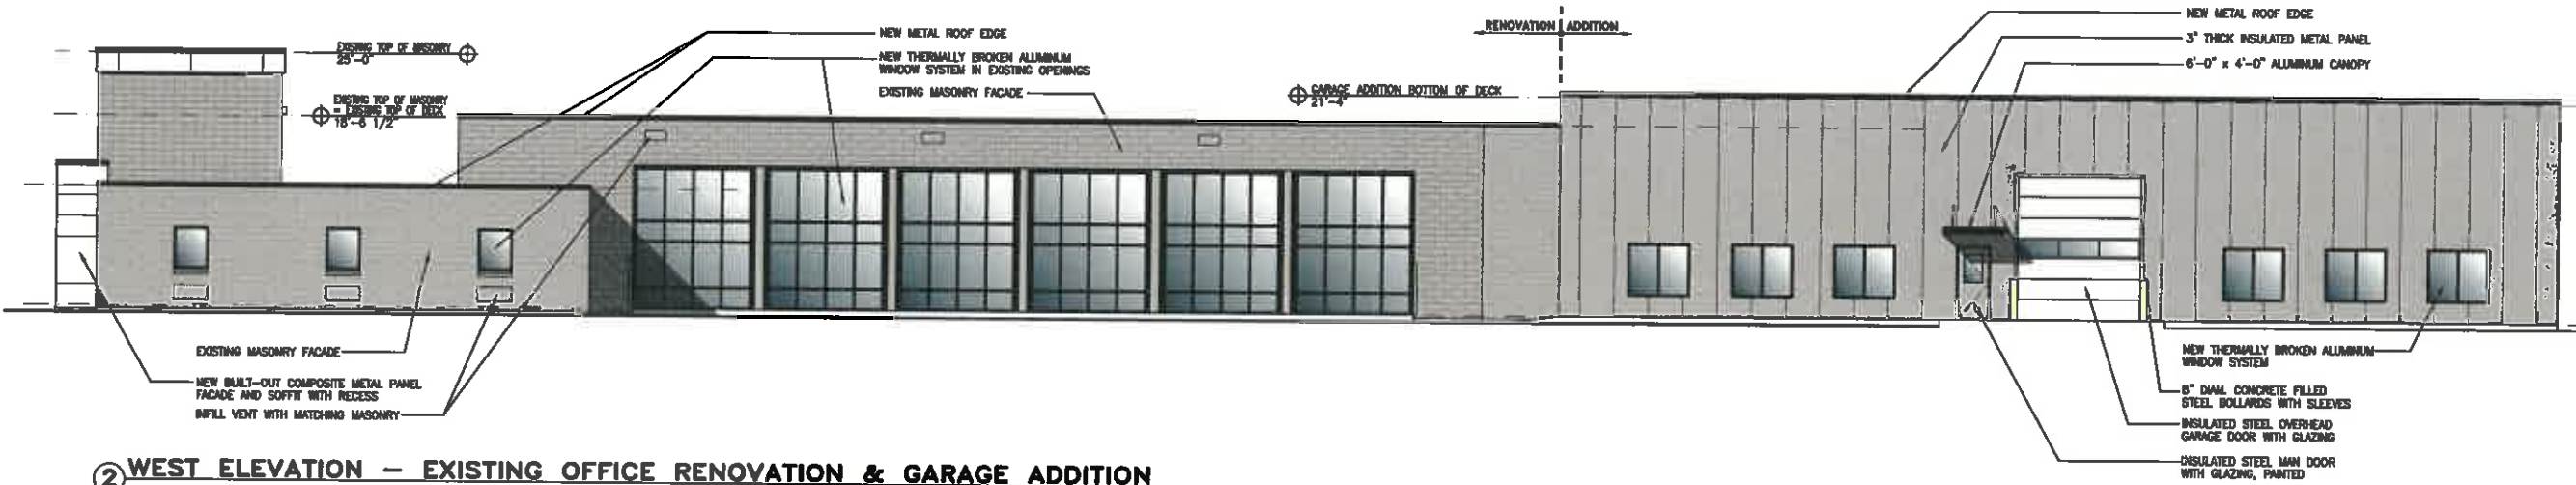 EXISTING TOP OF MASONRY
25'-0"
EXISTING TOP OF MASONRY
= EXISTING TOP OF DECK
18'-6 1/2"
NEW METAL ROOF EDGE
NEW THERMALLY BROKEN ALUMINUM
WINDOW SYSTEM IN EXISTING OPENINGS
EXISTING MASONRY FACADE
RENOVATION ADDITION
GARAGE ADDITION BOTTOM OF DECK
21'-4"
NEW METAL ROOF EDGE
3" THICK INSULATED METAL PANEL
6'-0" x 4'-0" ALUMINUM CANOPY
EXISTING MASONRY FACADE
NEW BUILT-OUT COMPOSITE METAL PANEL
FACADE AND SOFFIT WITH RECESS
INFILL VENT WITH MATCHING MASONRY
NEW THERMALLY BROKEN ALUMINUM
WINDOW SYSTEM
DIAM. CONCRETE FILLED
STEEL BOLLARDS WITH SLEEVES
INSULATED STEEL OVERHEAD
GARAGE DOOR WITH GLAZING
INSULATED STEEL MAN DOOR
WITH GLAZING, PAINTED
2 WEST ELEVATION - EXISTING OFFICE RENOVATION & GARAGE ADDITION